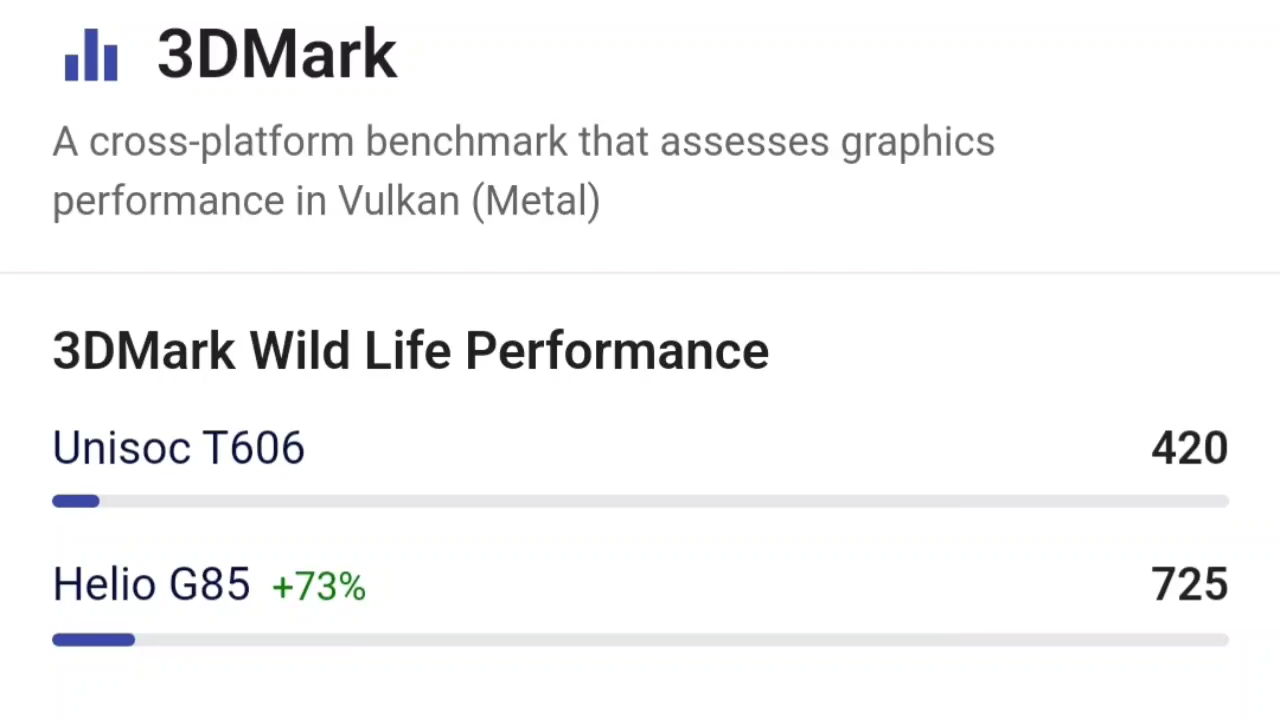 3DMark
A cross-platform benchmark that assesses graphics
performance in Vulkan (Metal)
3DMark Wild Life Performance
Unisoc T606 420
Helio G85 +73% 725